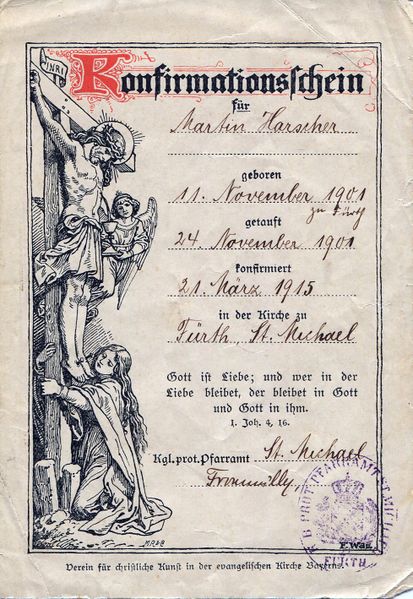 INRI
Konfirmationsschein
für
Martin Harscher
geboren
11. November 1901
zu Fürth
getauft
24. November 1901
konfirmiert
21. März 1915
in der Kirche zu
Fürth, St. Michael
Gott ist Liebe; und wer in der
Liebe bleibet, der bleibet in Gott
und Gott in ihm.
1. Joh. 4, 16.
Kgl. prot. Pfarramt St. Michael
Fronmüller,
FÜRTH
Verein für christliche Kunst in der evangelischen Kirche Bayerns.